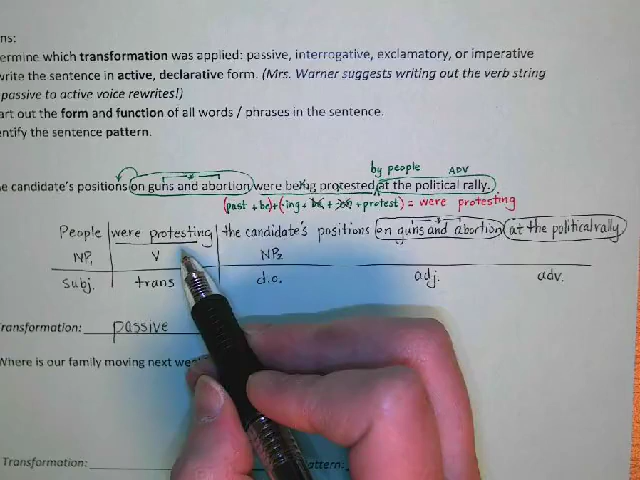 ns:
ermine which transformation was applied: passive, interrogative, exclamatory, or imperative
write the sentence in active, declarative form. (Mrs. Warner suggests writing out the verb string
passive to active voice rewrites!)
art out the form and function of all words / phrases in the sentence.
entify the sentence pattern.
by people ADV
e candidate's positions on guns and abortion were being protested at the political rally.
(past + be) + (-ing + be + -en + protest) = were protesting
People were protesting the candidate's positions on guns and abortion at the political rally
NP1 V NP2
Subj. trans d.o. adj. adv.
ransformation: passive
Where is our family moving next we
Transformation: attern: